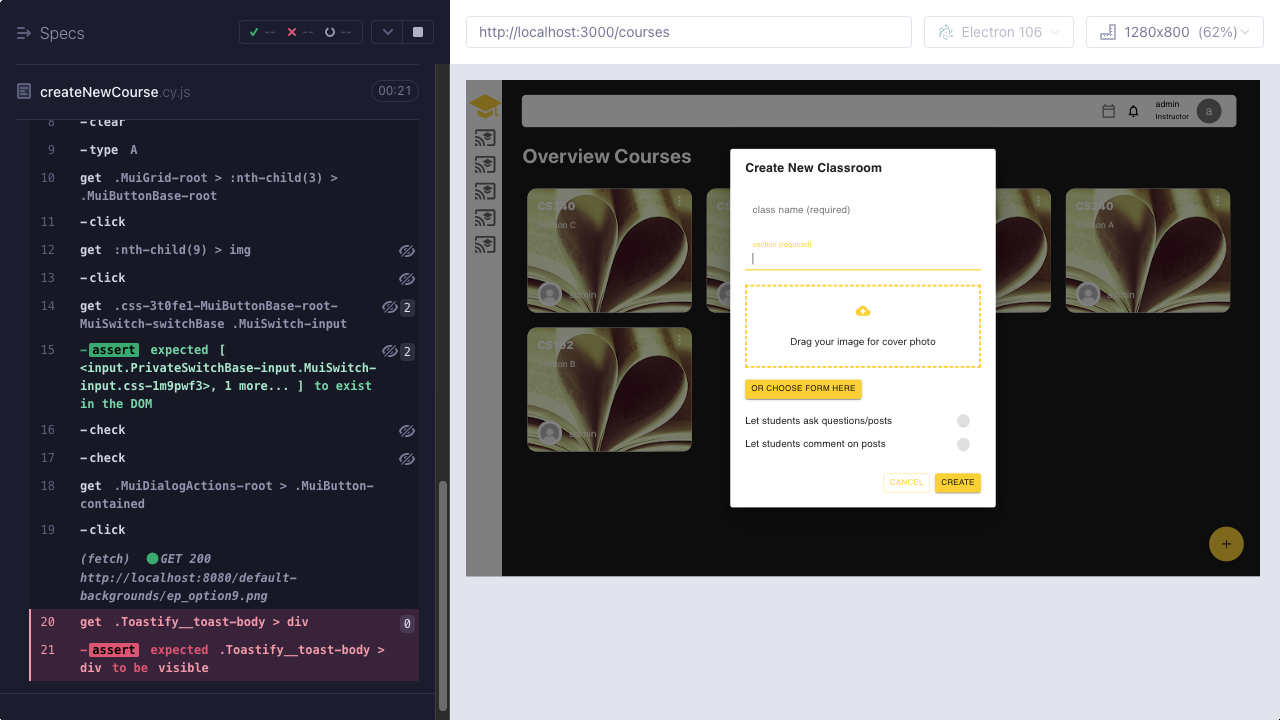 Specs
-- -- --
createNewCourse.cy.js
00:21
8 -clear
9 -type A
10 get .MuiGrid-root > :nth-child(3) >
.MuiButtonBase-root
11 -click
12 get :nth-child(9) > img
13 -click
14 get .css-3t0fe1-MuiButtonBase-root-
MuiSwitch-switchBase .MuiSwitch-input
2
15 -assert expected [
<input.PrivateSwitchBase-input.MuiSwitch-
input.css-1m9pwf3>, 1 more... ] to exist
in the DOM
2
16 -check
17 -check
18 get .MuiDialogActions-root > .MuiButton-
contained
19 -click
(fetch) GET 200
http://localhost:8080/default-
backgrounds/ep_option9.png
20 get .Toastify__toast-body > div
0
21 -assert expected .Toastify__toast-body >
div to be visible
http://localhost:3000/courses
Electron 106
1280x800 (62%)
admin
Instructor
a
Overview Courses
CS240
Section C
admin
CS240
Section A
admin
CS102
Section B
admin
Create New Classroom
class name (required)
section (required)
Drag your image for cover photo
OR CHOOSE FORM HERE
Let students ask questions/posts
Let students comment on posts
CANCEL
CREATE
+